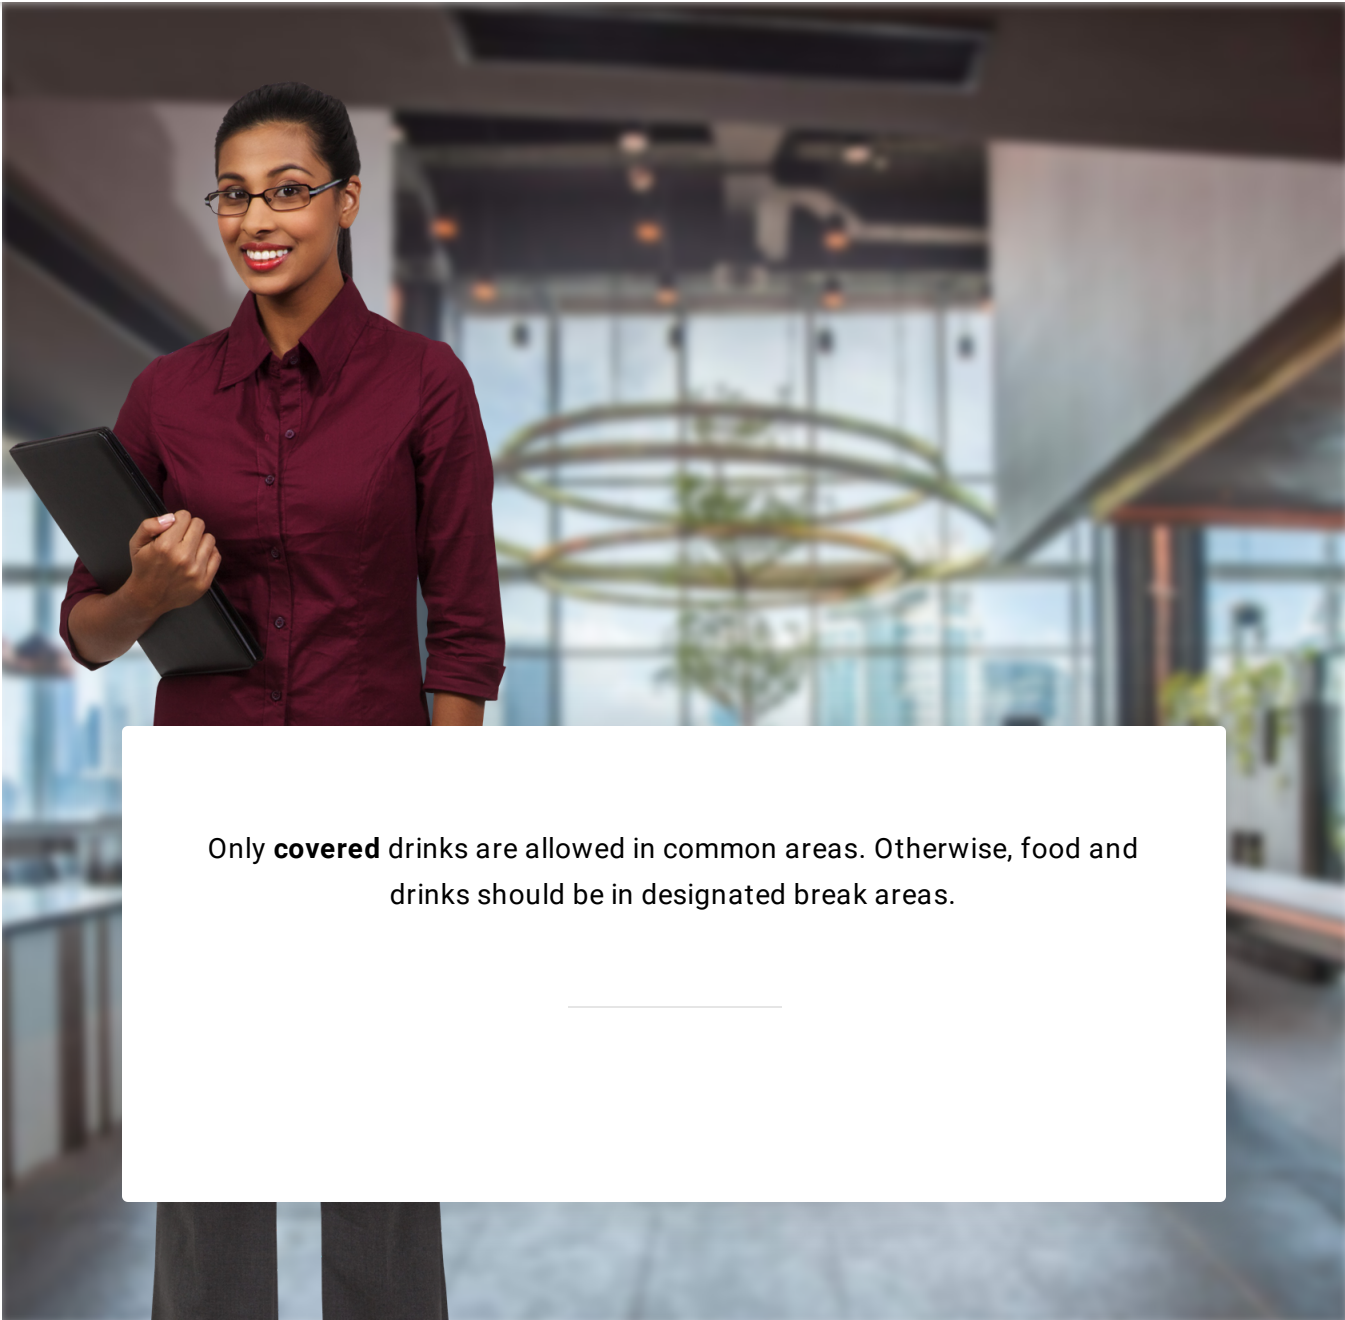 Only covered drinks are allowed in common areas. Otherwise, food and
drinks should be in designated break areas.